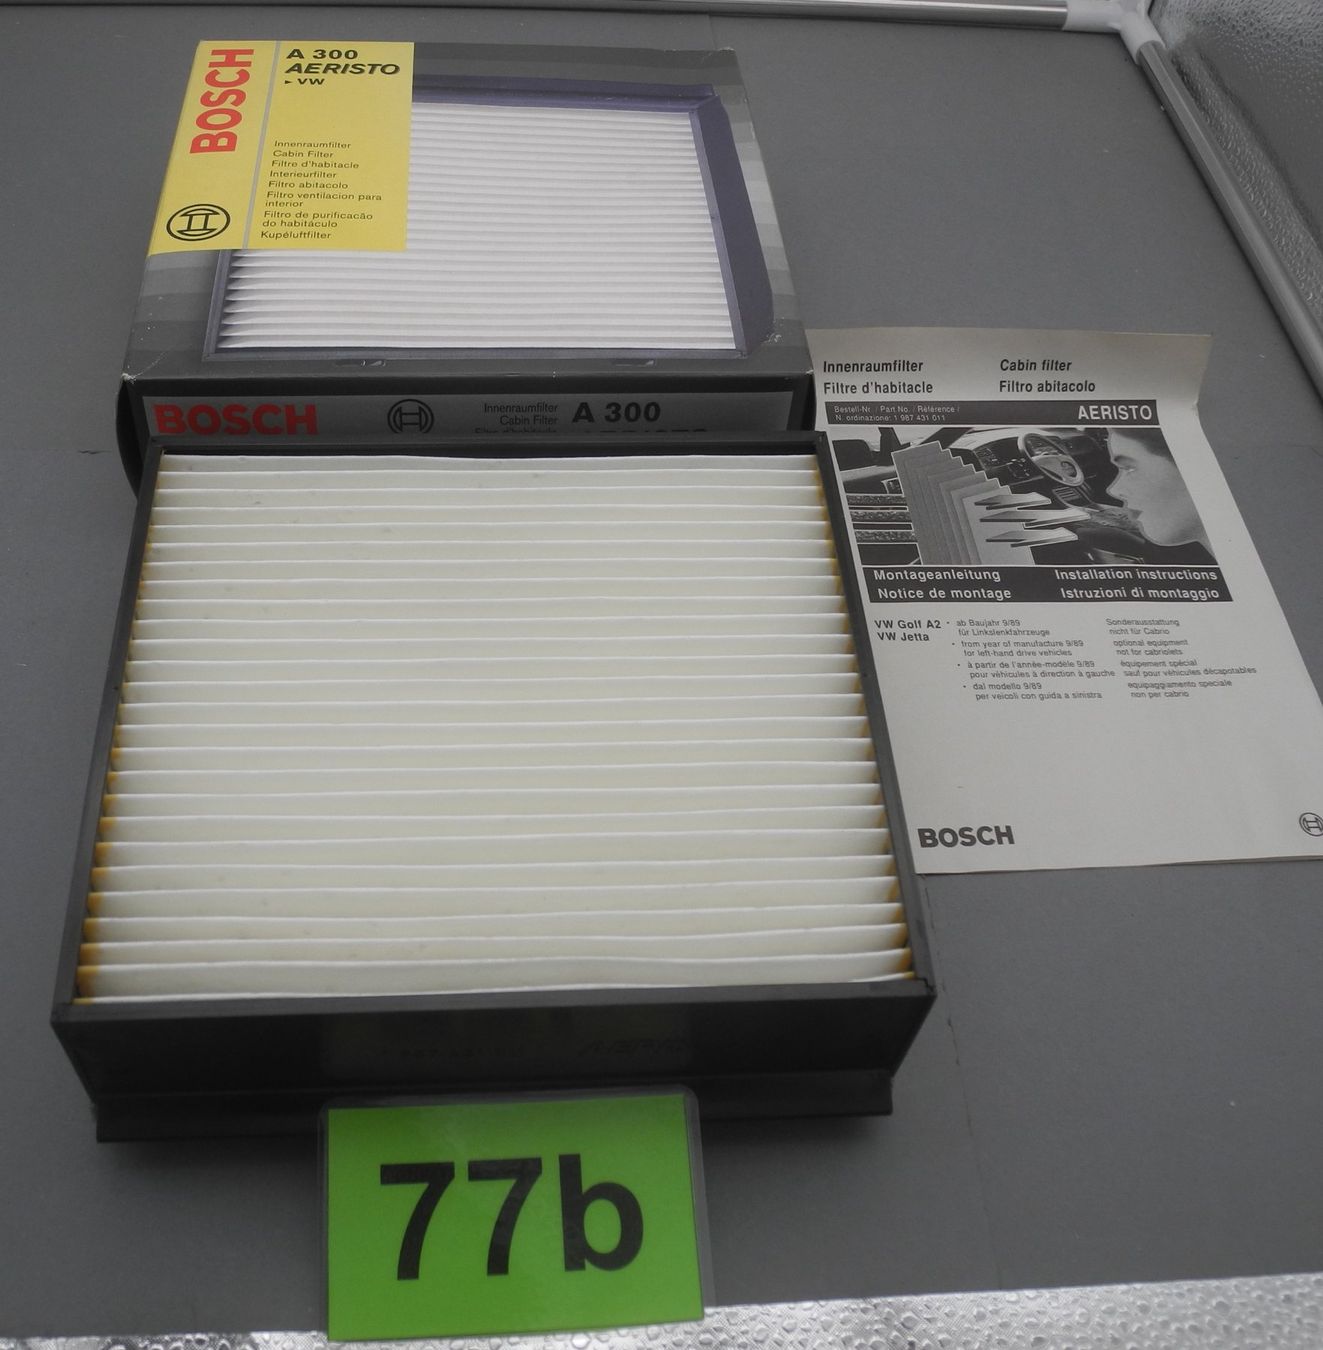 BOSCH
A 300
AERISTO
▸ VW
Innenraumfilter
Cabin Filter
Filtre d'habitacle
Interieurfilter
Filtro abitacolo
Filtro ventilacion para
interior
Filtro de purificacão
do habitáculo
Kupéluftfilter
BOSCH
Innenraumfilter
Cabin Filter
A 300
Innenraumfilter
Cabin filter
Filtre d'habitacle
Filtro abitacolo
Bestell-Nr. / Part No. / Référence /
N. ordinazione: 1 987 431 011
AERISTO
Montageanleitung
Installation instructions
Notice de montage
Istruzioni di montaggio
VW Golf A2
VW Jetta
• ab Baujahr 9/89
für Linkslenkfahrzeuge
Sonderausstattung
nicht für Cabrio
• from year of manufacture 9/89
for left-hand drive vehicles
optional equipment
not for cabriolets
• à partir de l'année-modèle 9/89
pour véhicules à direction à gauche
équipement spécial
sauf pour véhicules décapotables
• dal modello 9/89
per veicoli con guida a sinistra
equipaggiamento speciale
non per cabrio
BOSCH
77b